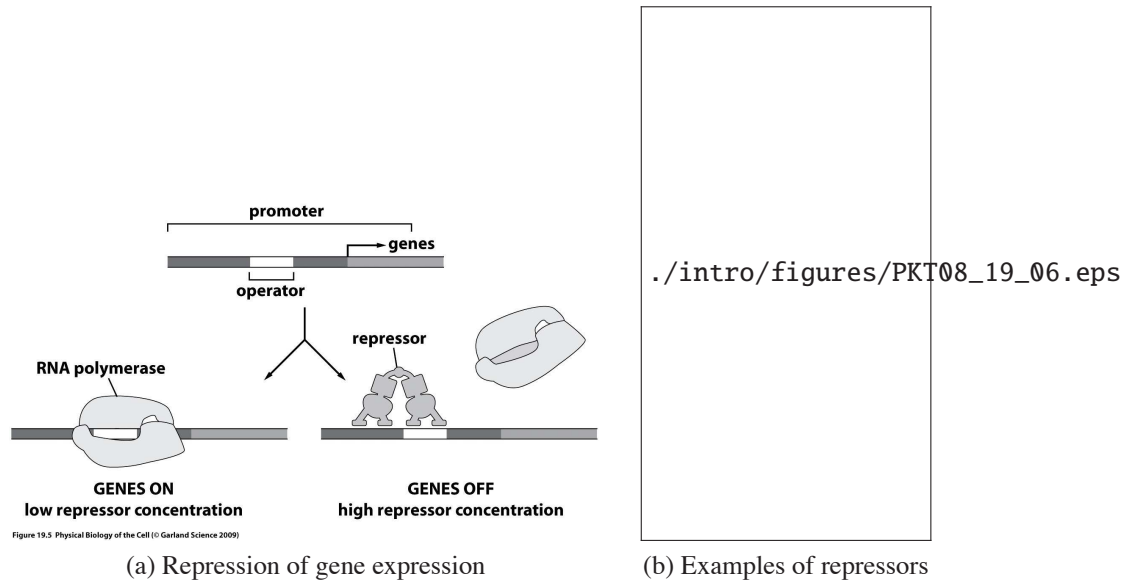 promoter
genes
operator
repressor
RNA polymerase
GENES ON
low repressor concentration
GENES OFF
high repressor concentration
Figure 19.5 Physical Biology of the Cell (© Garland Science 2009)
(a) Repression of gene expression
./intro/figures/PKT08_19_06.eps
(b) Examples of repressors